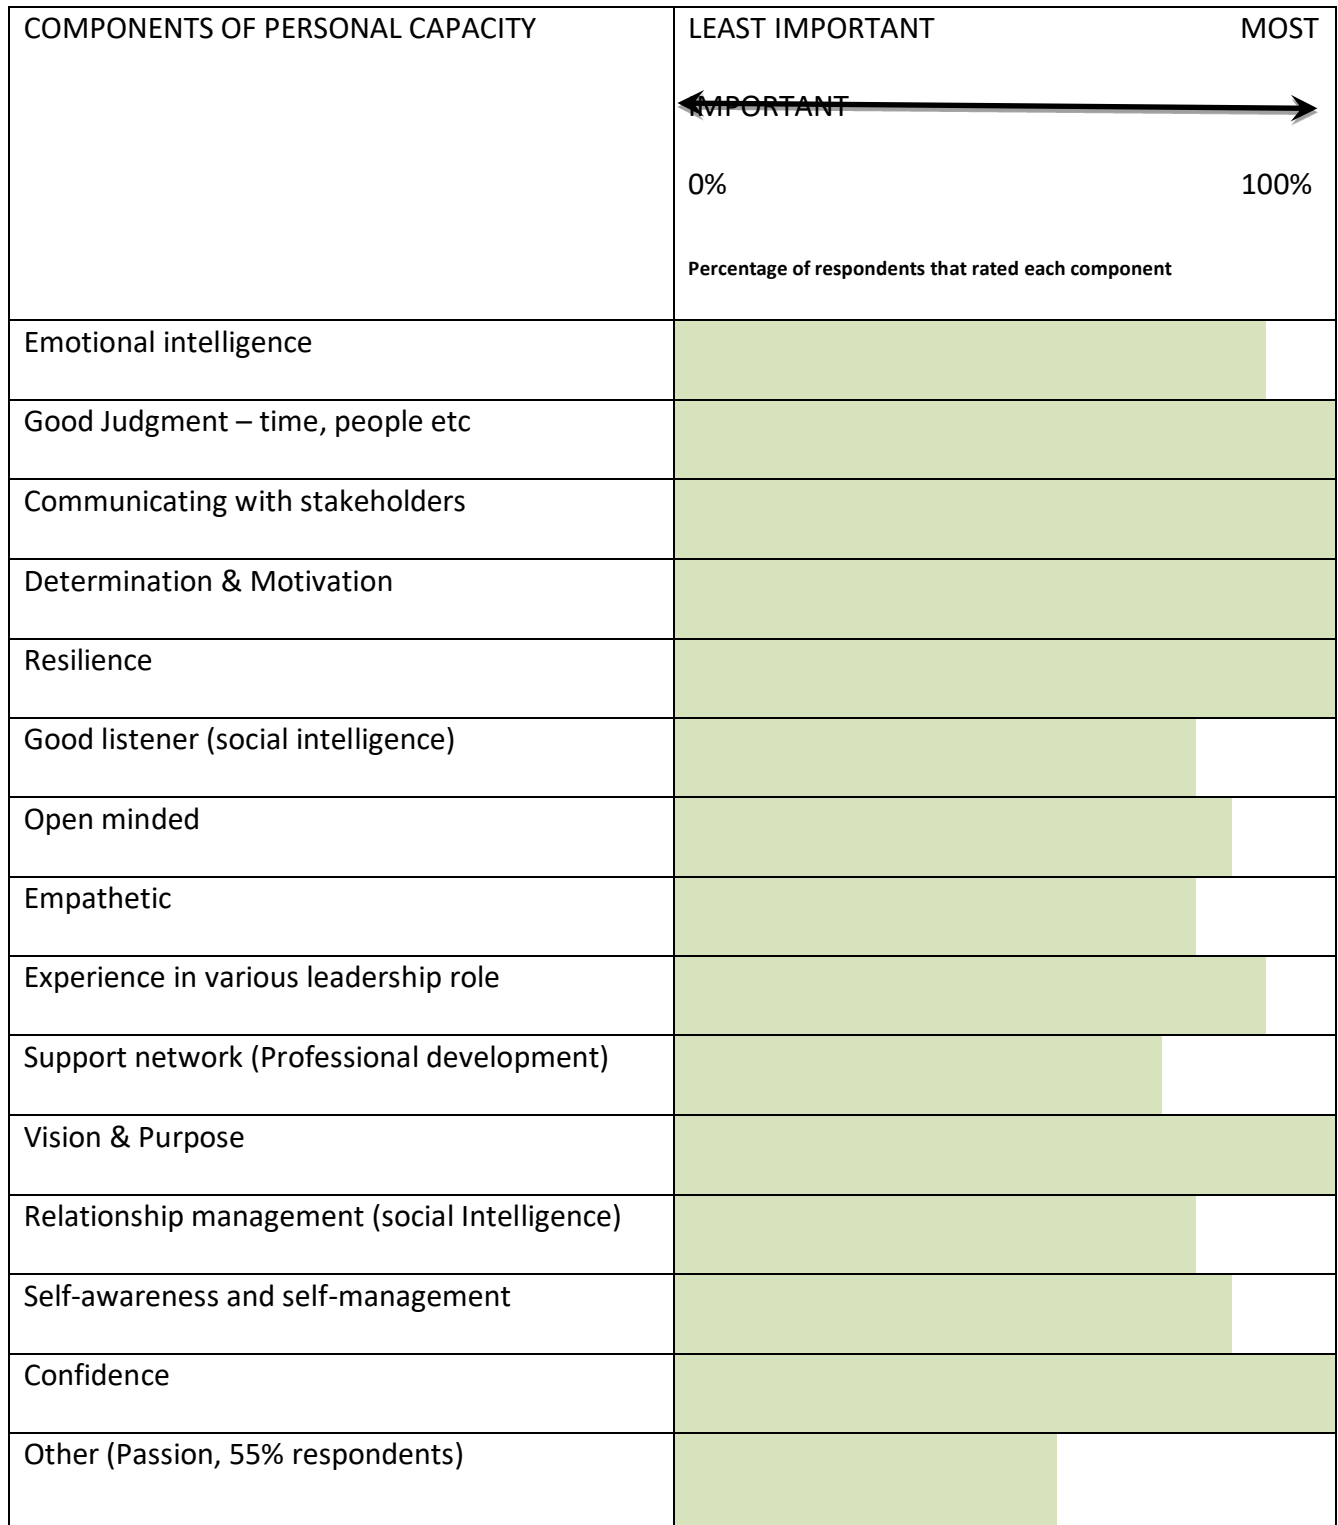 COMPONENTS OF PERSONAL CAPACITY
LEAST IMPORTANT MOST
IMPORTANT
0% 100%
Percentage of respondents that rated each component
Emotional intelligence
Good Judgment – time, people etc
Communicating with stakeholders
Determination & Motivation
Resilience
Good listener (social intelligence)
Open minded
Empathetic
Experience in various leadership role
Support network (Professional development)
Vision & Purpose
Relationship management (social Intelligence)
Self-awareness and self-management
Confidence
Other (Passion, 55% respondents)